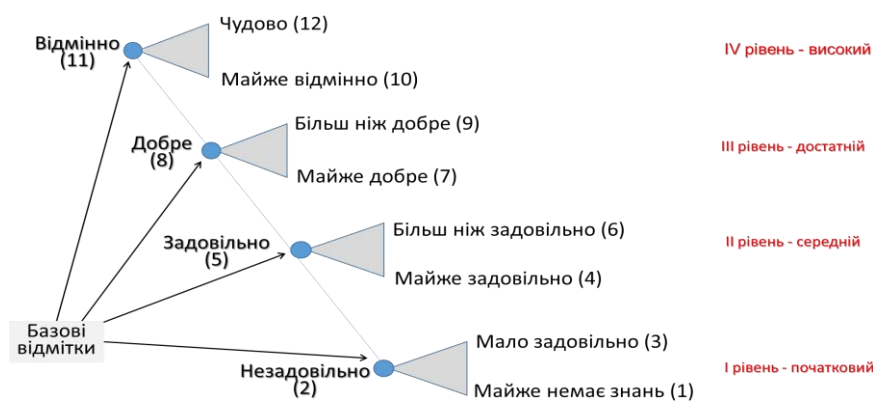 Чудово (12)
Відмінно
(11)
IV рівень - високий
Майже відмінно (10)
Більш ніж добре (9)
Добре
(8)
III рівень - достатній
Майже добре (7)
Більш ніж задовільно (6)
Задовільно
(5)
II рівень - середній
Майже задовільно (4)
Базові
відмітки
Мало задовільно (3)
Незадовільно
(2)
I рівень - початковий
Майже немає знань (1)